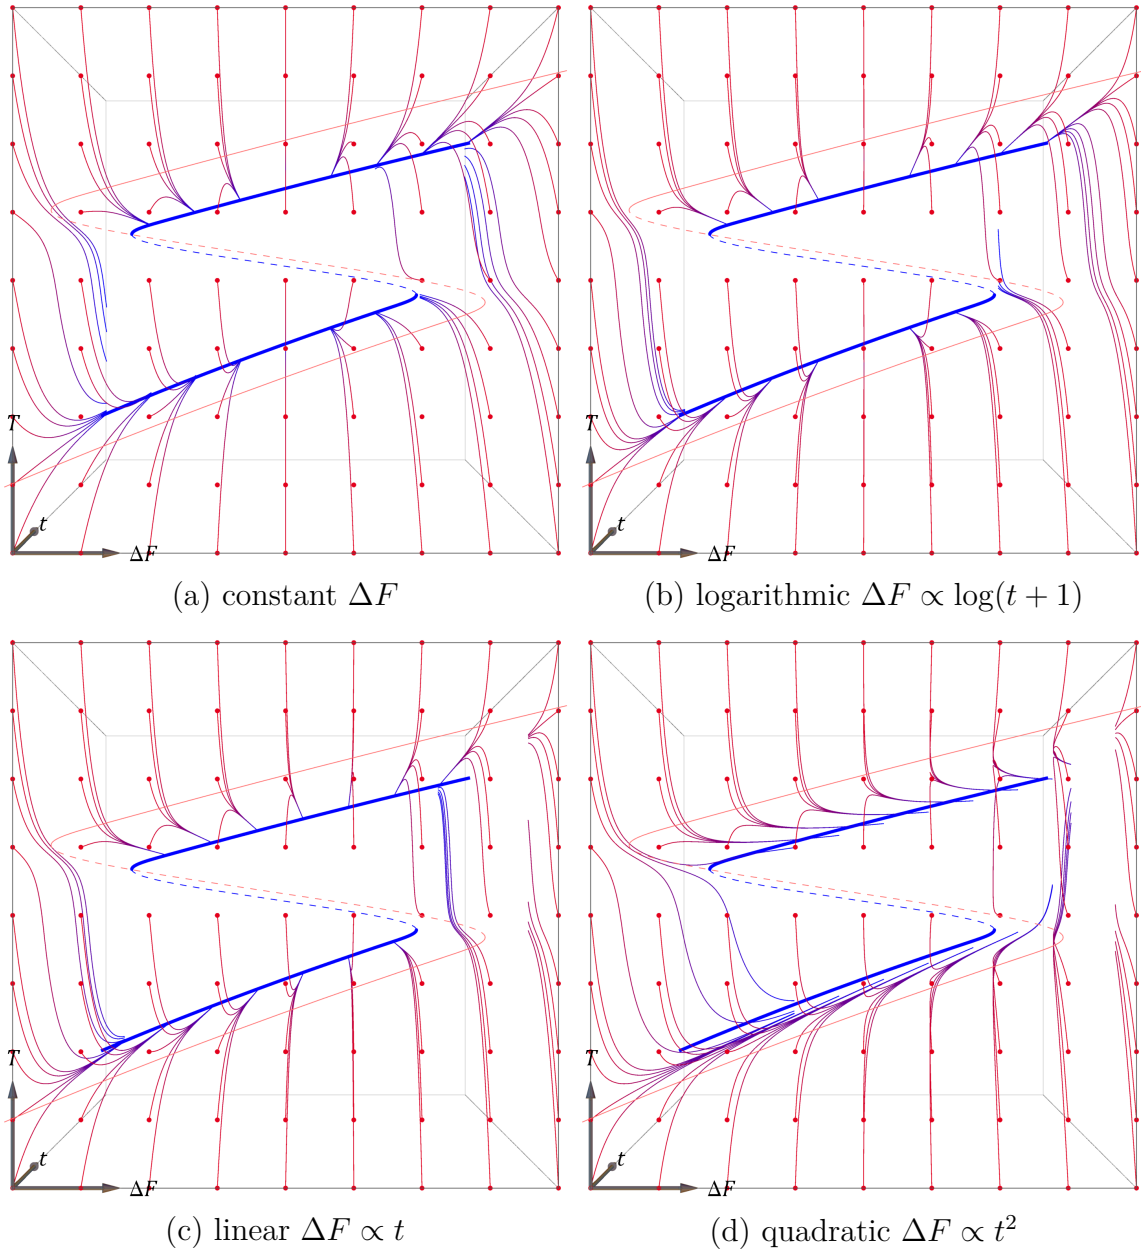 T
t
ΔF
T
t
ΔF
(a) constant ΔF
(b) logarithmic ΔF ∝ log(t + 1)
T
t
ΔF
T
t
ΔF
(c) linear ΔF ∝ t
(d) quadratic ΔF ∝ t²